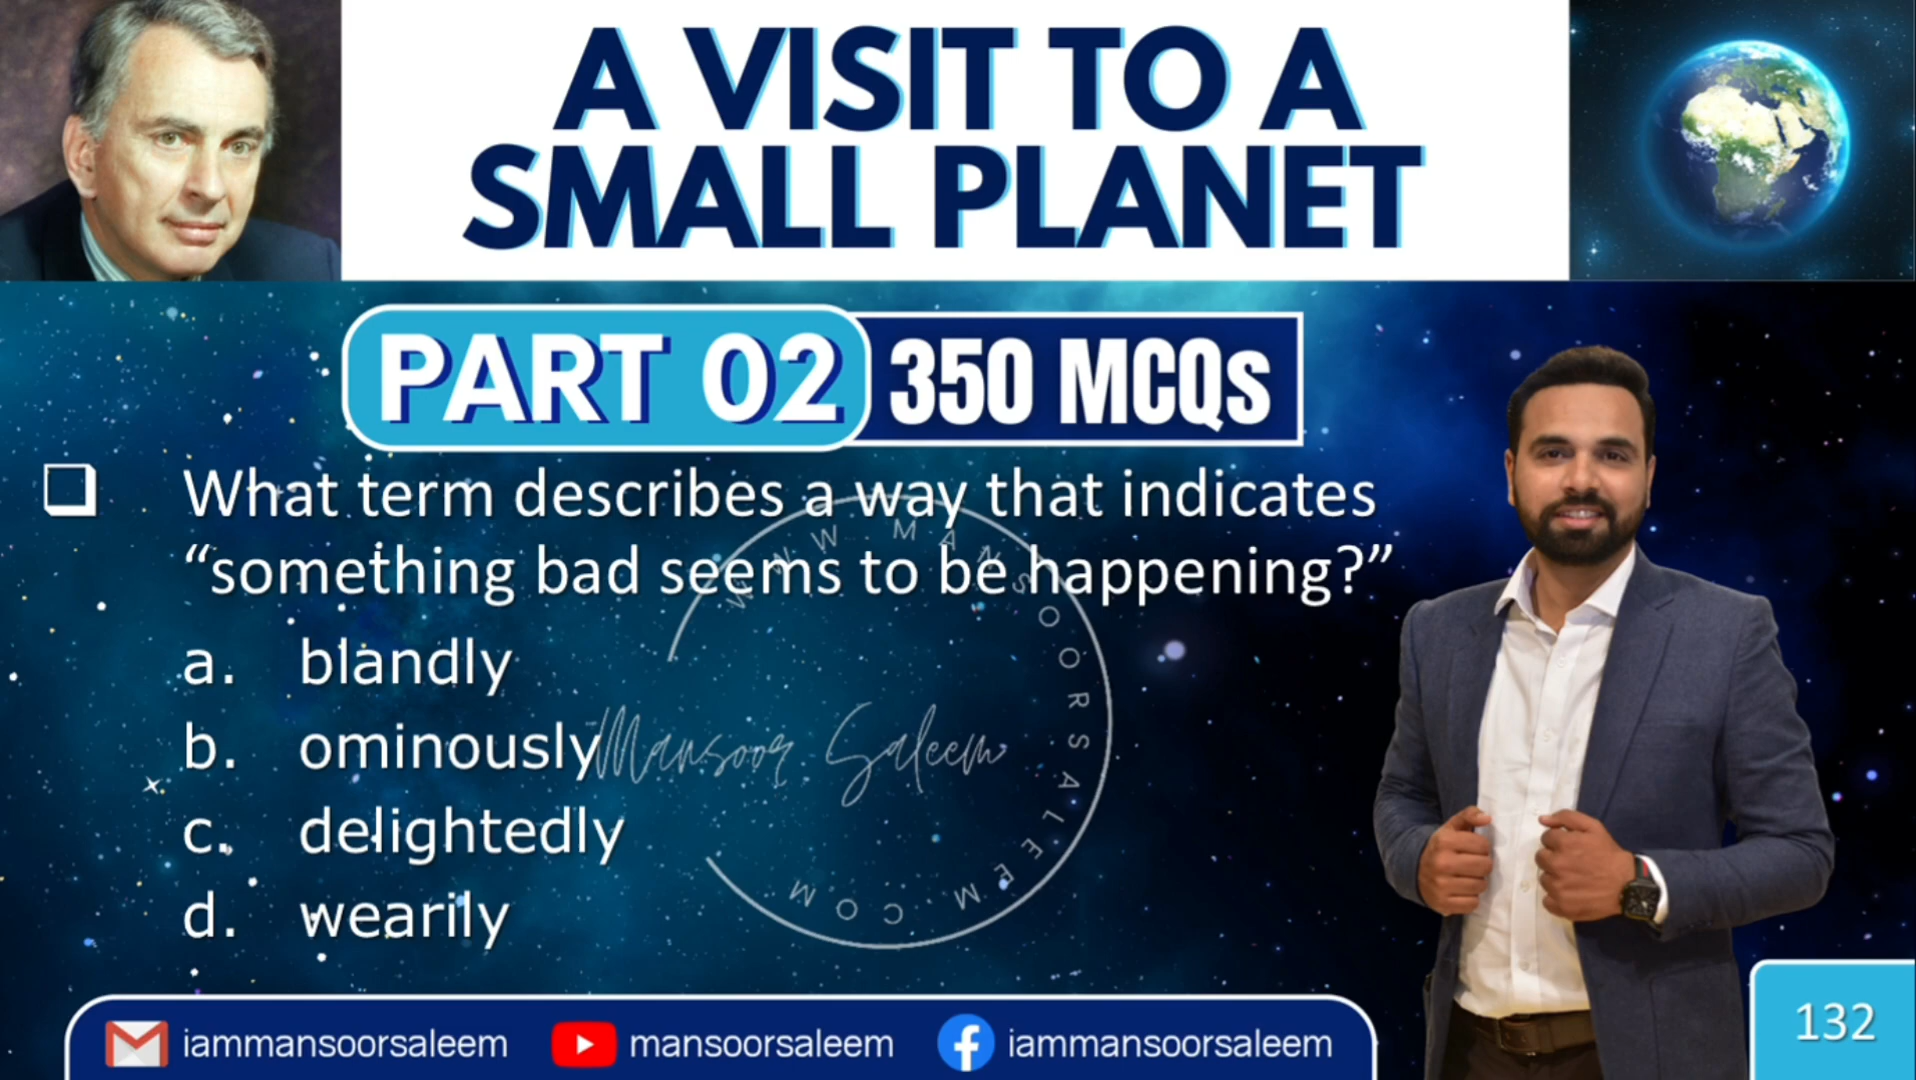 A VISIT TO A
SMALL PLANET
PART 02
350 MCQs
❑ What term describes a way that indicates
“something bad seems to be happening?”
a. blandly
b. ominously
c. delightedly
d. wearily
WWW.MANSOORSALEEM.COM
Mansoor Saleem
iammansoorsaleem
mansoorsaleem
iammansoorsaleem
132